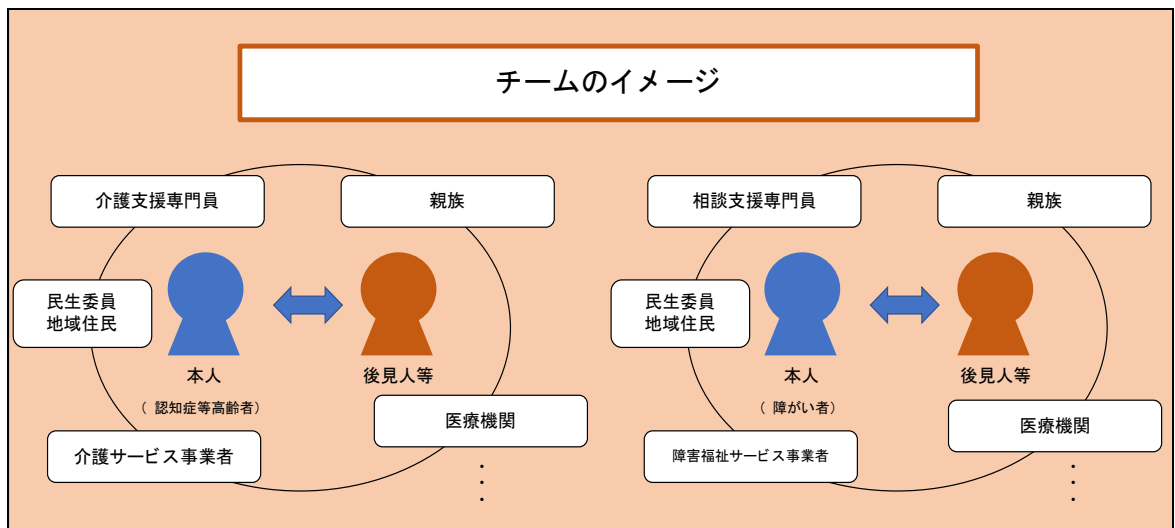 チームのイメージ
介護支援専門員
親族
民生委員
地域住民
本人
(認知症等高齢者)
後見人等
医療機関
介護サービス事業者
・・・
相談支援専門員
親族
民生委員
地域住民
本人
(障がい者)
後見人等
医療機関
障害福祉サービス事業者
・・・